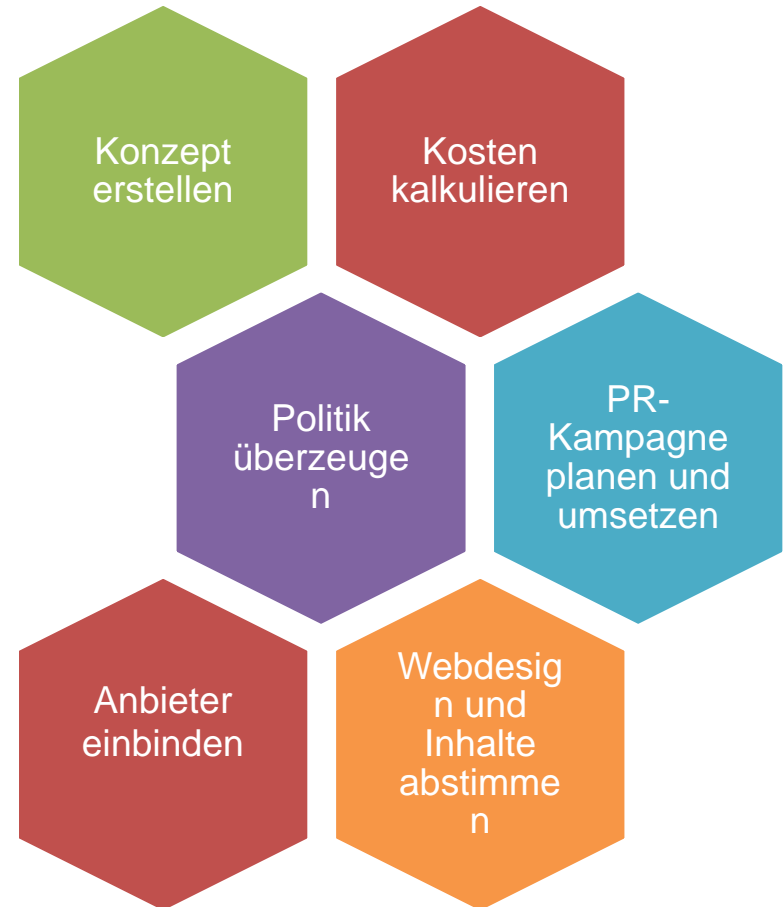 Konzept
erstellen
Kosten
kalkulieren
Politik
überzeuge
n
PR-
Kampagne
planen und
umsetzen
Anbieter
einbinden
Webdesig
n und
Inhalte
abstimme
n